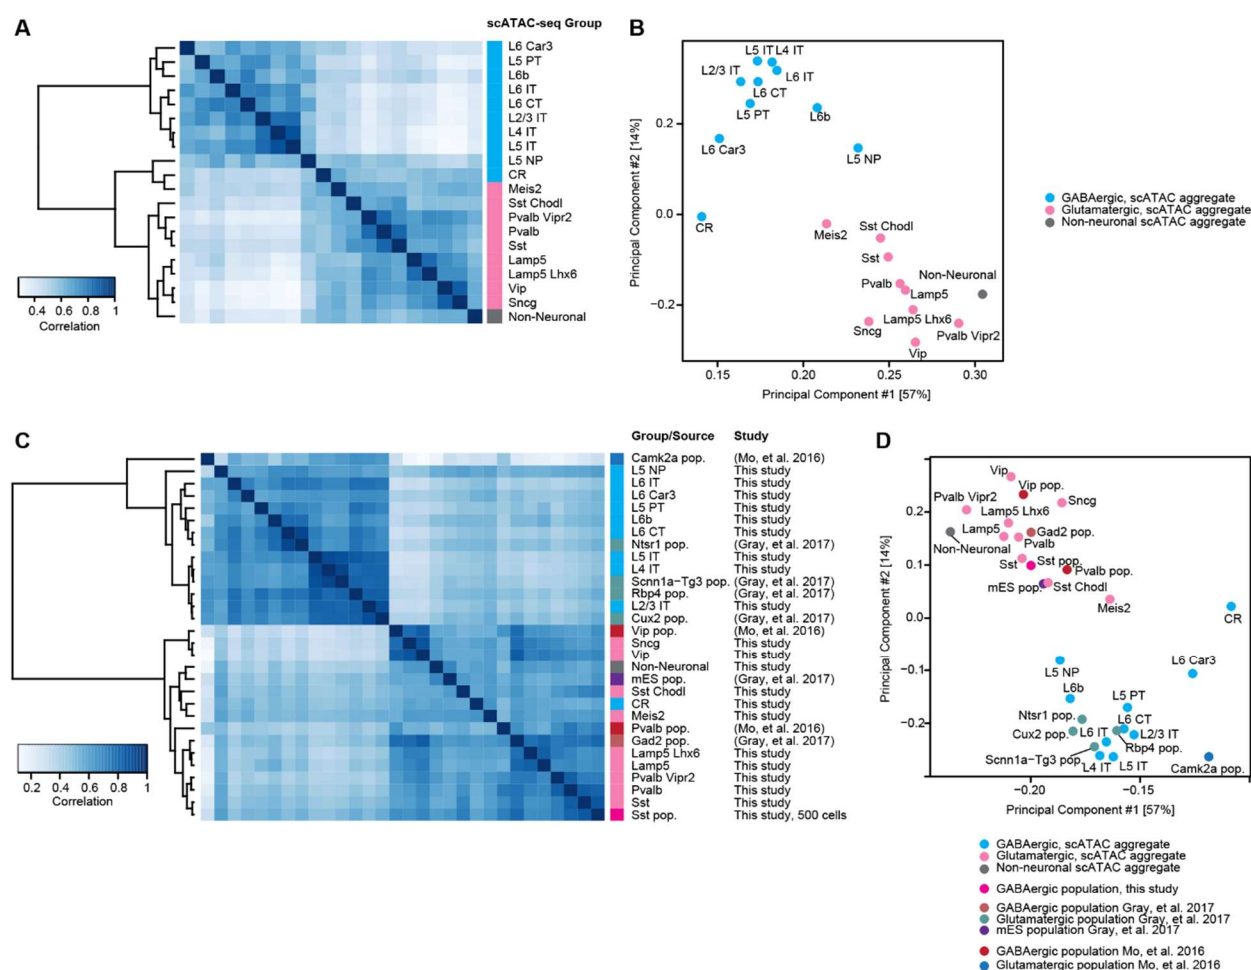 A
scATAC-seq Group
L6 Car3
L5 PT
L6b
L6 IT
L6 CT
L2/3 IT
L4 IT
L5 IT
L5 NP
CR
Meis2
Sst Chodl
Pvalb Vipr2
Pvalb
Sst
Lamp5
Lamp5 Lhx6
Vip
Sncg
Non-Neuronal
0.4 0.6 0.8 1
Correlation
B
Principal Component #2 [14%]
0.2
0.0
−0.2
L5 IT L4 IT
L2/3 IT
L6 IT
L6 CT
L5 PT
L6b
L6 Car3
L5 NP
CR
Meis2
Sst Chodl
Sst
Non-Neuronal
Pvalb
Lamp5
Lamp5 Lhx6
Sncg
Pvalb Vipr2
Vip
0.15 0.20 0.25 0.30
Principal Component #1 [57%]
GABAergic, scATAC aggregate
Glutamatergic, scATAC aggregate
Non-neuronal scATAC aggregate
C
Group/Source Study
Camk2a pop. (Mo, et al. 2016)
L5 NP This study
L6 IT This study
L6 Car3 This study
L5 PT This study
L6b This study
L6 CT This study
Ntsr1 pop. (Gray, et al. 2017)
L5 IT This study
L4 IT This study
Scnn1a−Tg3 pop. (Gray, et al. 2017)
Rbp4 pop. (Gray, et al. 2017)
L2/3 IT This study
Cux2 pop. (Gray, et al. 2017)
Vip pop. (Mo, et al. 2016)
Sncg This study
Vip This study
Non-Neuronal This study
mES pop. (Gray, et al. 2017)
Sst Chodl This study
CR This study
Meis2 This study
Pvalb pop. (Mo, et al. 2016)
Gad2 pop. (Gray, et al. 2017)
Lamp5 Lhx6 This study
Lamp5 This study
Pvalb Vipr2 This study
Pvalb This study
Sst This study
Sst pop. This study, 500 cells
0.2 0.4 0.6 0.8 1
Correlation
D
Principal Component #2 [14%]
0.2
0.1
0.0
−0.1
−0.2
Vip
Vip pop.
Pvalb Vipr2
Sncg
Lamp5 Lhx6
Lamp5
Gad2 pop.
Pvalb
Non-Neuronal
Sst
Sst pop.
Pvalb pop.
mES pop.
Sst Chodl
Meis2
CR
L5 NP
L6 Car3
L6b
L5 PT
Ntsr1 pop.
L6 CT
Cux2 pop.
L6 IT
L2/3 IT
Rbp4 pop.
Scnn1a−Tg3 pop.
L4 IT
L5 IT
Camk2a pop.
−0.20 −0.15
Principal Component #1 [57%]
GABAergic, scATAC aggregate
Glutamatergic, scATAC aggregate
Non-neuronal scATAC aggregate
GABAergic population, this study
GABAergic population Gray, et al. 2017
Glutamatergic population Gray, et al. 2017
mES population Gray, et al. 2017
GABAergic population Mo, et al. 2016
Glutamatergic population Mo, et al. 2016